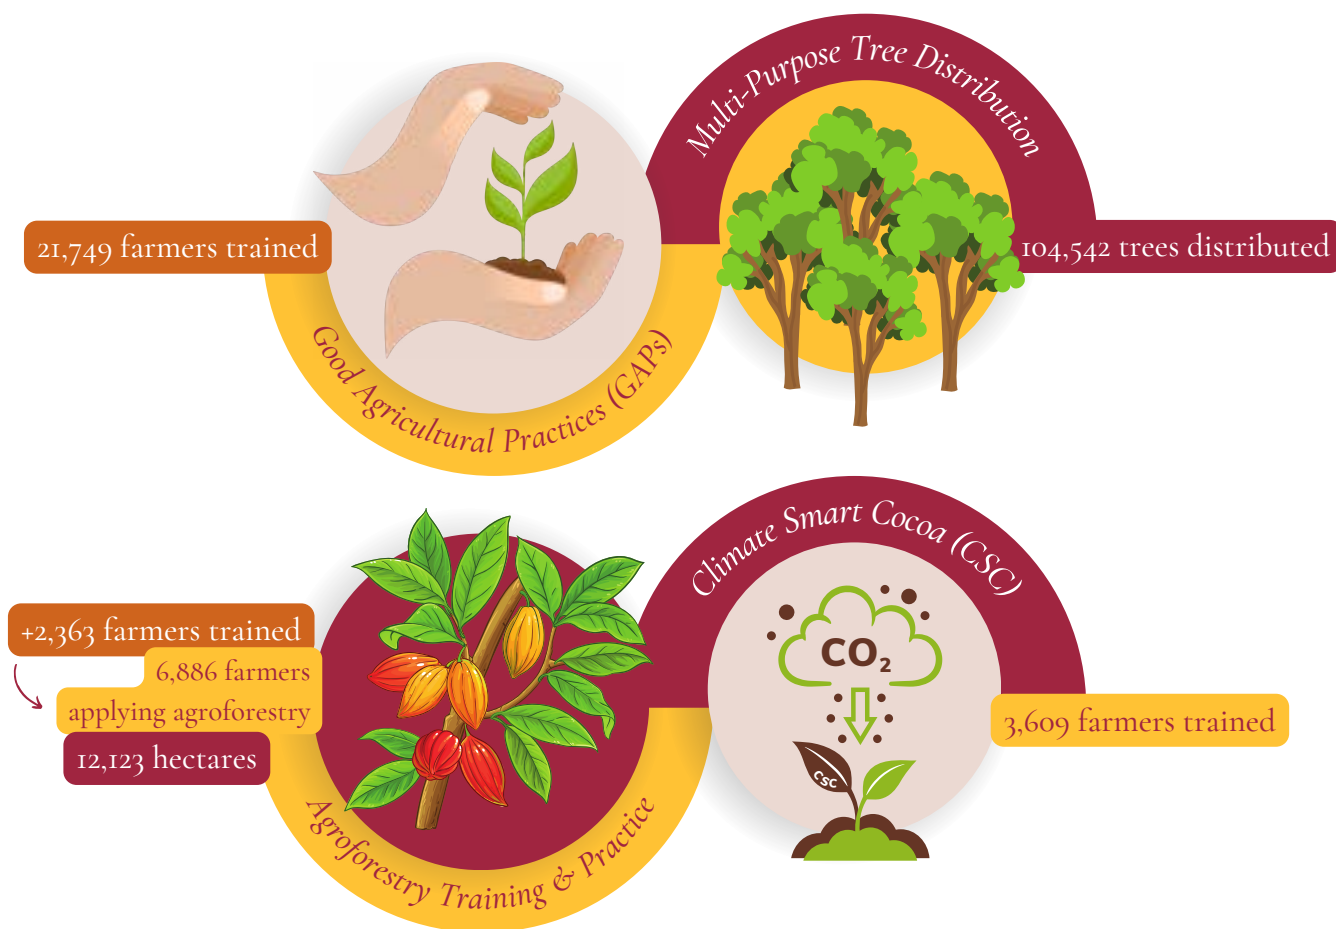 Multi-Purpose Tree Distribution
21,749 farmers trained
104,542 trees distributed
Good Agricultural Practices (GAPs)
Climate Smart Cocoa (CSC)
+2,363 farmers trained
6,886 farmers
applying agroforestry
12,123 hectares
CO₂
3,609 farmers trained
CSC
Agroforestry Training & Practice